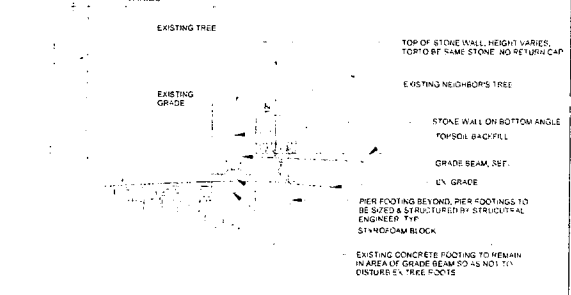 EXISTING TREE
TOP OF STONE WALL, HEIGHT VARIES,
TOP TO BE SAME STONE. NO RETURN CAP
EXISTING NEIGHBOR'S TREE
EXISTING
GRADE
STONE WALL ON BOTTOM ANGLE
TOPSOIL BACKFILL
GRADE BEAM, SEF.
EX. GRADE
PIER FOOTING BEYOND, PIER FOOTINGS TO
BE SIZED & STRUCTURED BY STRUCUTRAL
ENGINEER, TYP
STYROFOAM BLOCK
EXISTING CONCRETE FOOTING TO REMAIN
IN AREA OF GRADE BEAM SO AS NOT TO
DISTURB EX TREE ROOTS